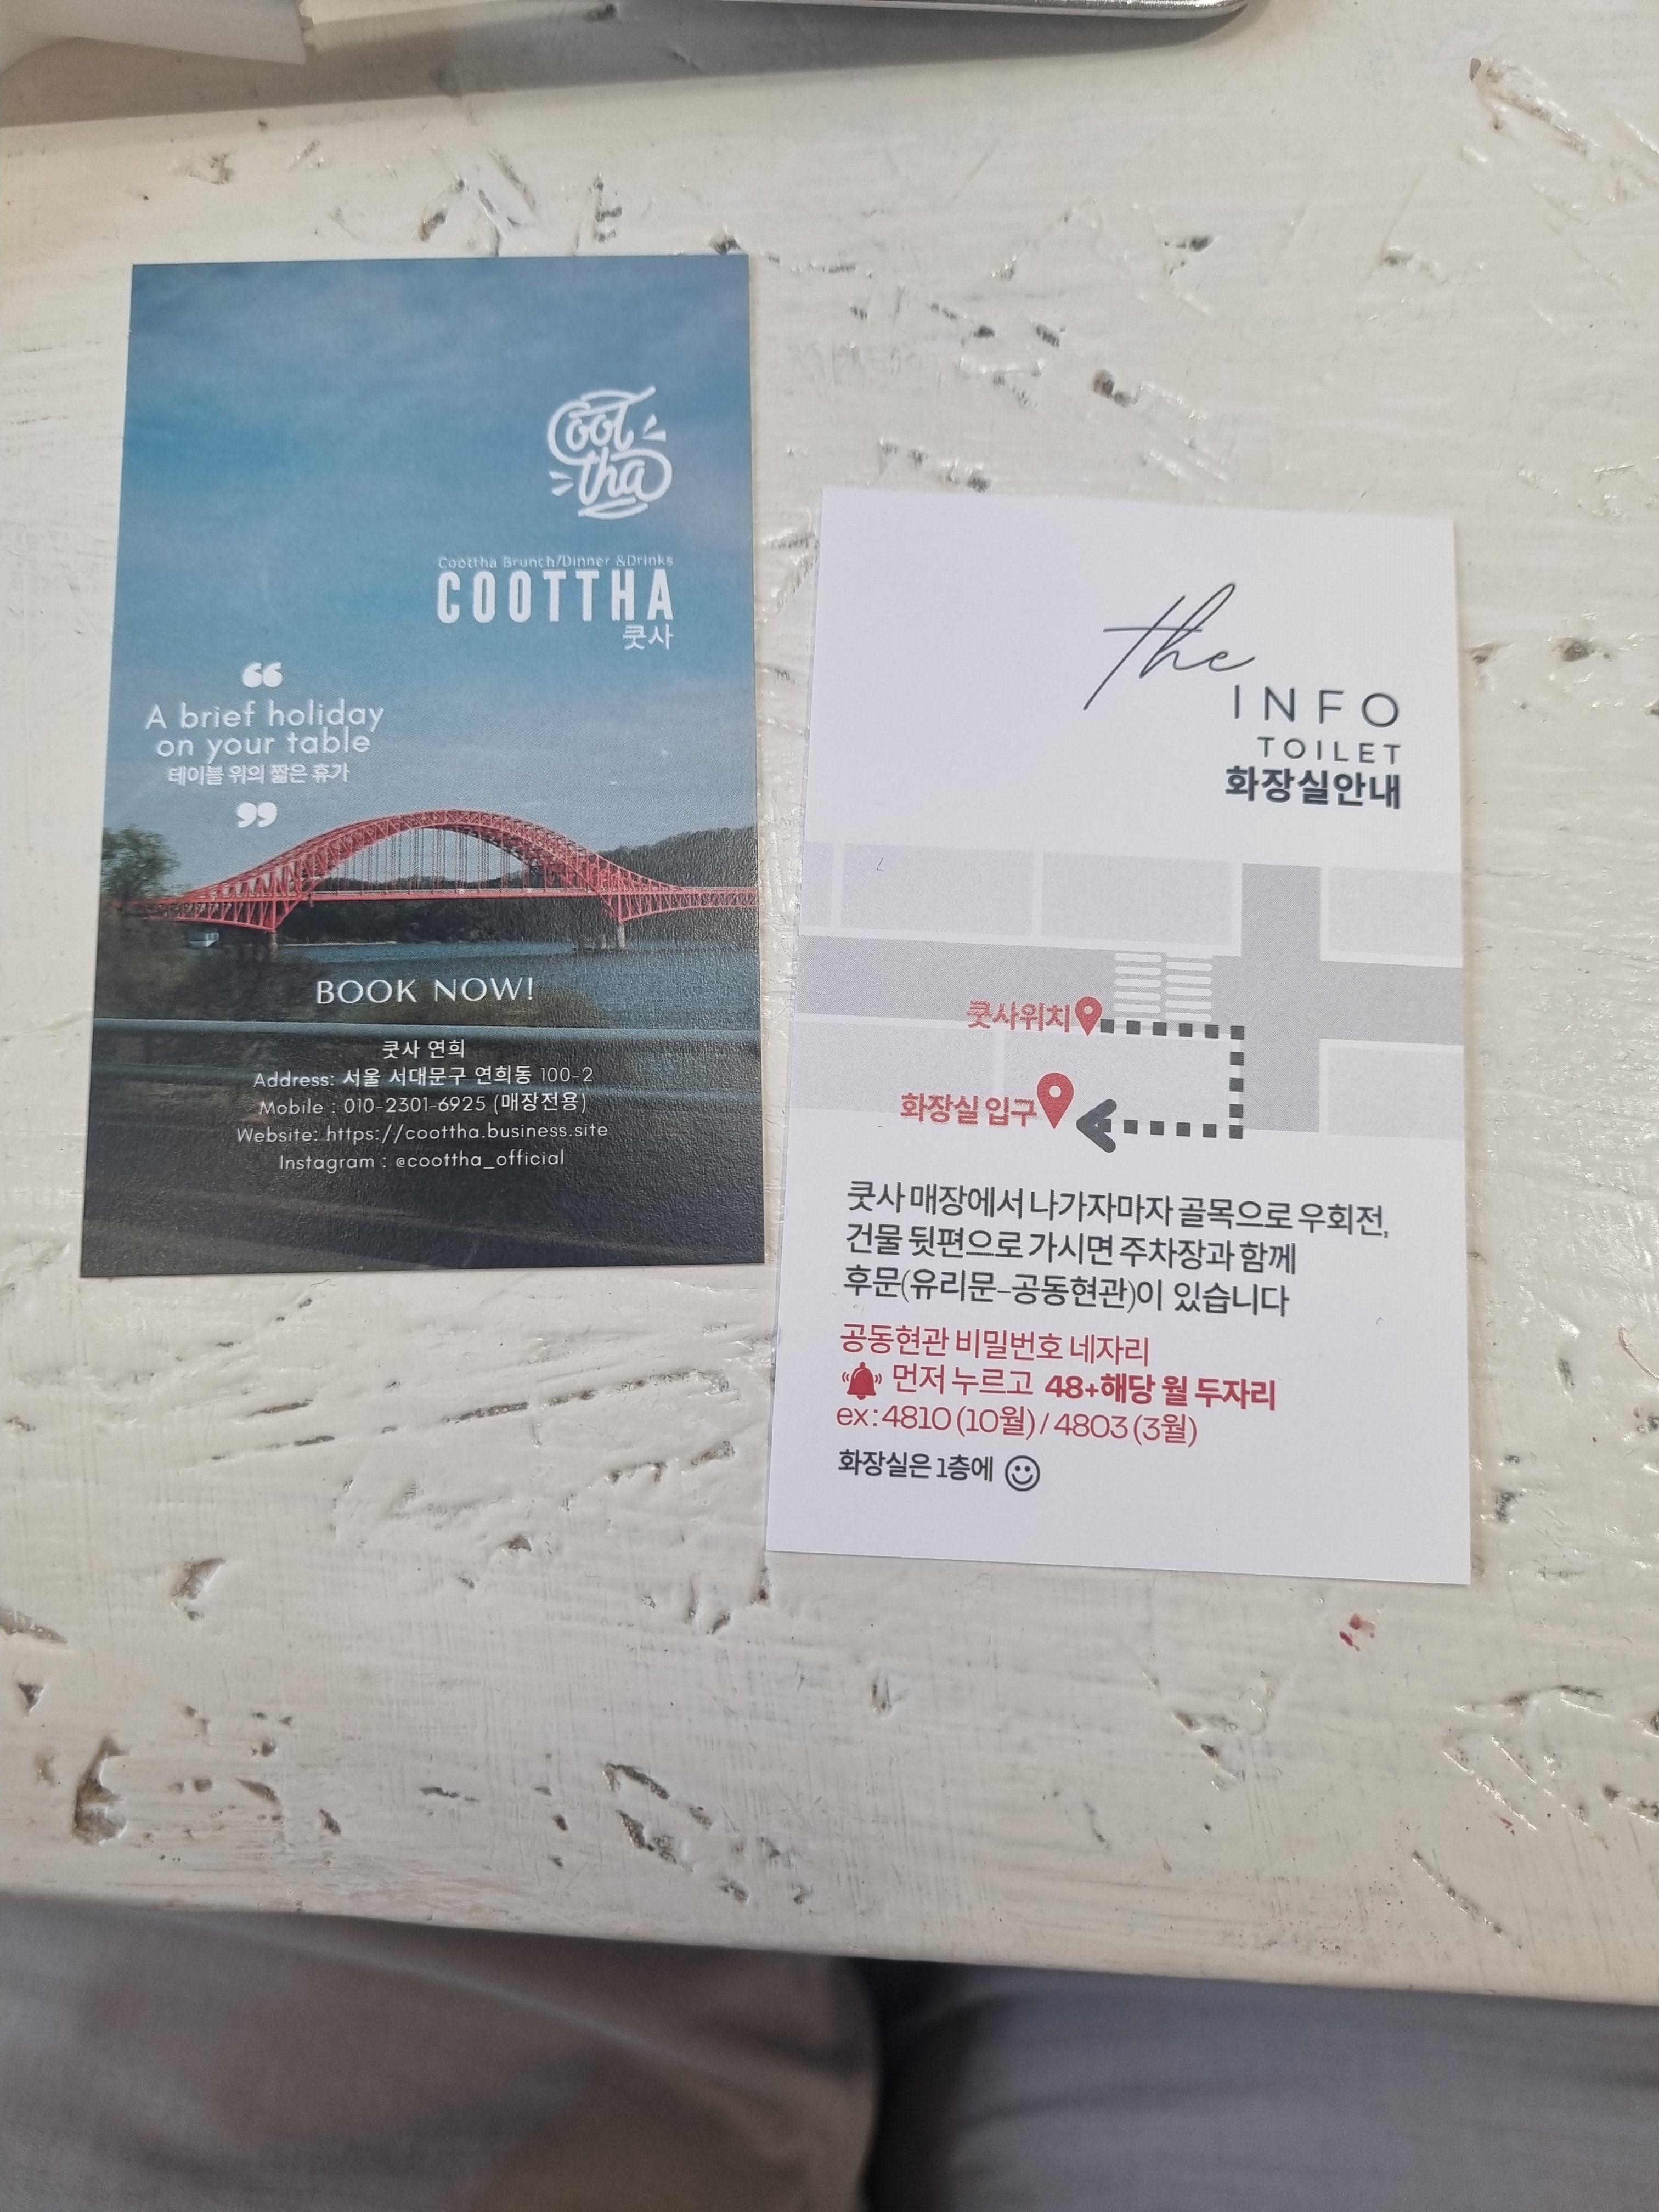 Coot
tha
Coottha Brunch/Dinner &Drinks
COOTTHA
쿳사
“
A brief holiday
on your table
테이블 위의 짧은 휴가
”
BOOK NOW!
쿳사 연희
Address: 서울 서대문구 연희동 100-2
Mobile : 010-2301-6925 (매장전용)
Website: https://coottha.business.site
Instagram : @coottha_official
the
INFO
TOILET
화장실안내
쿳사위치
화장실 입구
쿳사 매장에서 나가자마자 골목으로 우회전,
건물 뒷편으로 가시면 주차장과 함께
후문(유리문-공동현관)이 있습니다
공동현관 비밀번호 네자리
먼저 누르고 48+해당 월 두자리
ex : 4810 (10월) / 4803 (3월)
화장실은 1층에